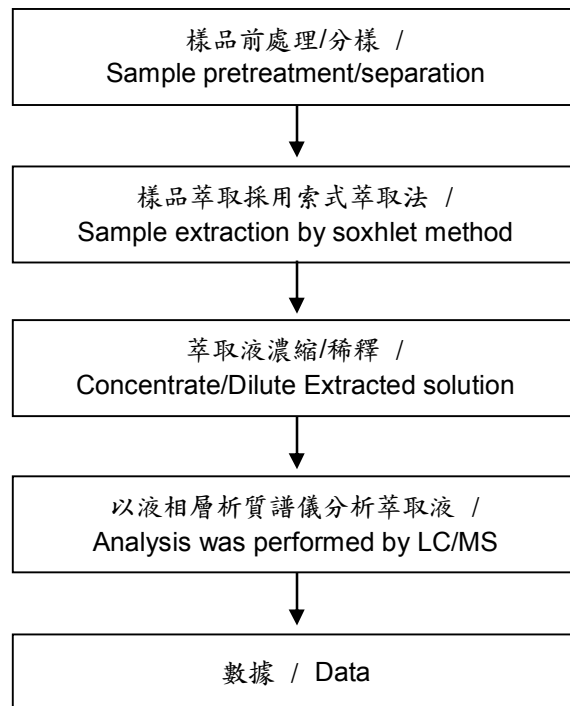 樣品前處理/分樣 /
Sample pretreatment/separation
樣品萃取採用索式萃取法 /
Sample extraction by soxhlet method
萃取液濃縮/稀釋 /
Concentrate/Dilute Extracted solution
以液相層析質譜儀分析萃取液 /
Analysis was performed by LC/MS
數據 / Data